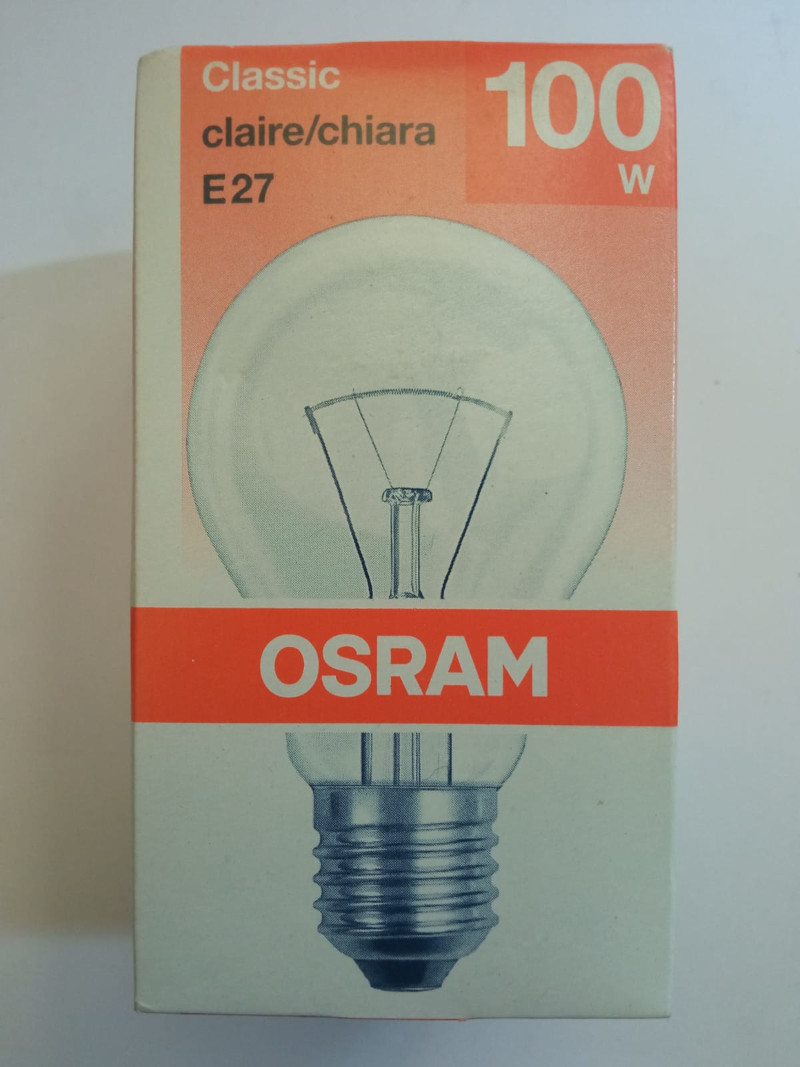 Classic
claire/chiara
E27
100
W
OSRAM